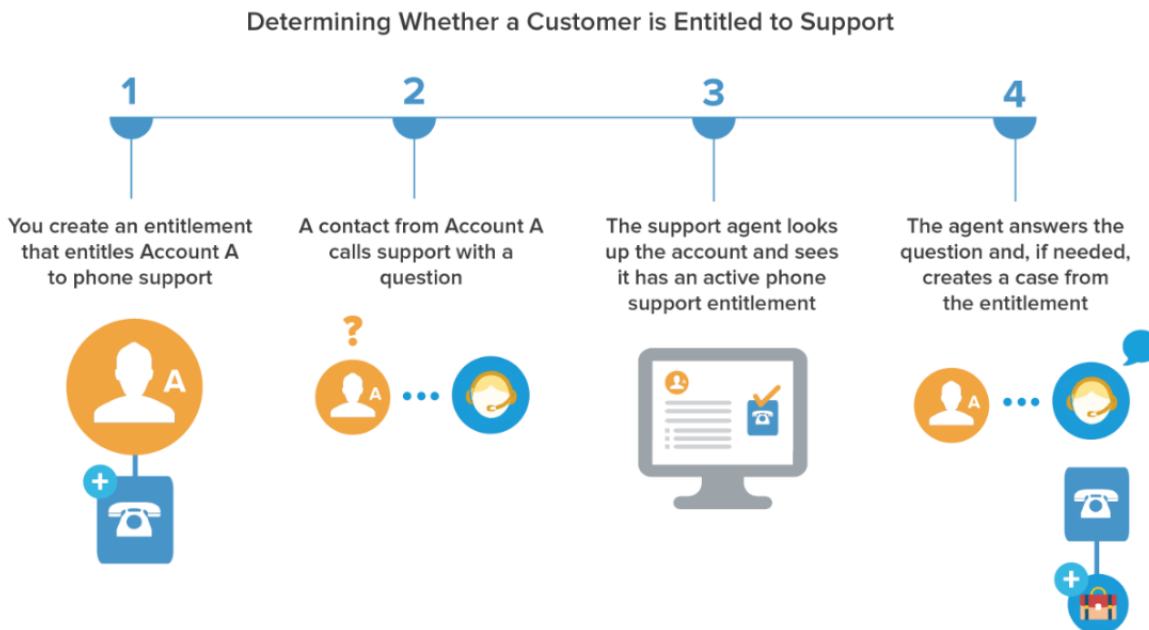 Determining Whether a Customer is Entitled to Support
1
2
3
4
You create an entitlement
that entitles Account A
to phone support
A contact from Account A
calls support with a
question
The support agent looks
up the account and sees
it has an active phone
support entitlement
The agent answers the
question and, if needed,
creates a case from
the entitlement
A
?
A
A
A